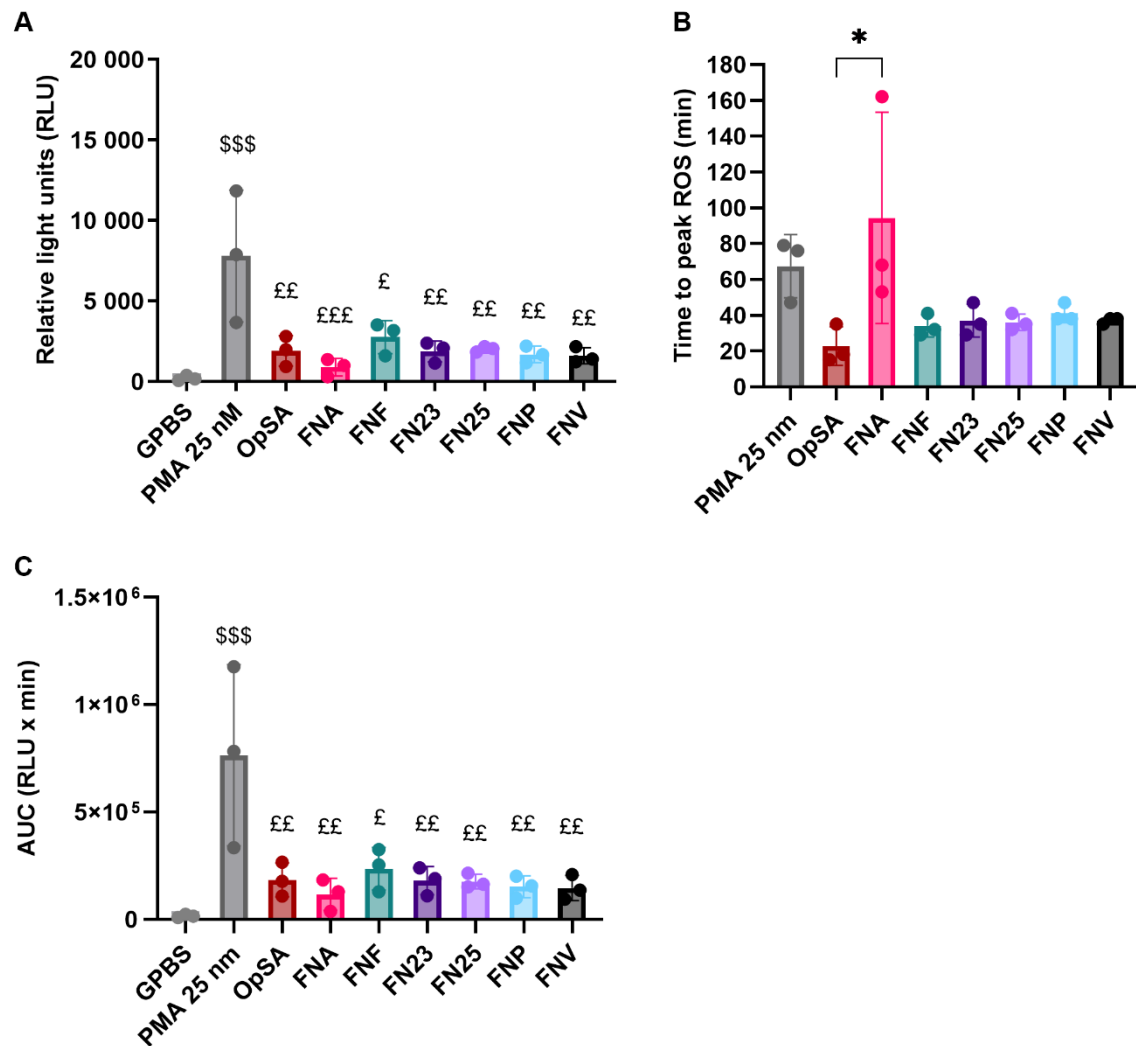 A
Relative light units (RLU)
20 000
15 000
10 000
5 000
0
$$$
££
£££
£
££
££
££
££
GPBS
PMA 25 nM
OpSA
FNA
FNF
FN23
FN25
FNP
FNV
B
Time to peak ROS (min)
180
160
140
120
100
80
60
40
20
0
*
PMA 25 nm
OpSA
FNA
FNF
FN23
FN25
FNP
FNV
C
AUC (RLU x min)
1.5×10⁶
1×10⁶
5×10⁵
0
$$$
££
££
£
££
££
££
££
GPBS
PMA 25 nm
OpSA
FNA
FNF
FN23
FN25
FNP
FNV